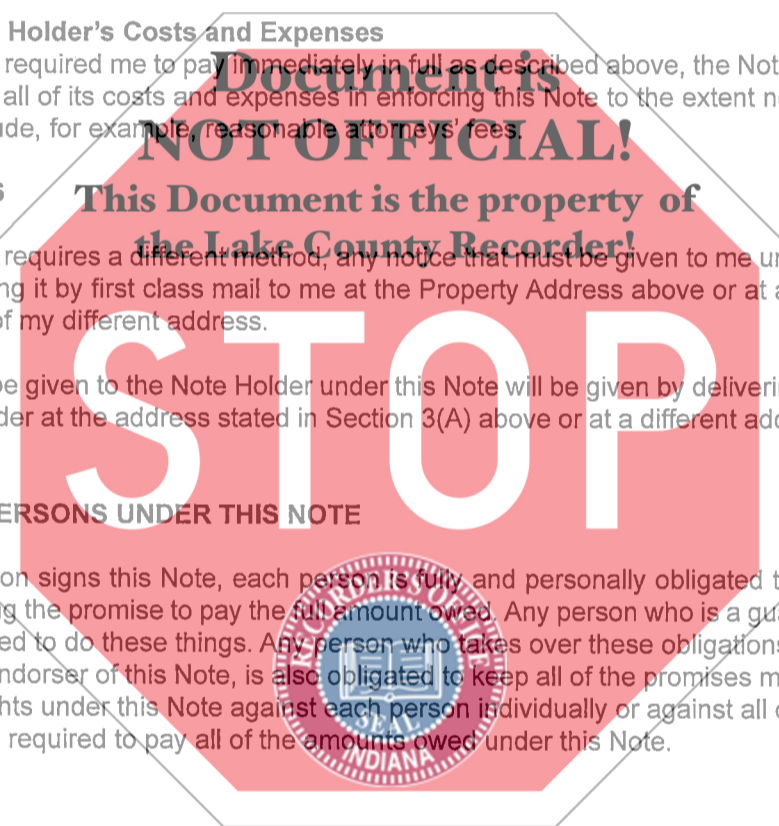 Holder's Costs and Expenses
required me to pay immediately in full as described above, the Not
all of its costs and expenses in enforcing this Note to the extent n
ude, for example, reasonable attorneys' fees.
Document is
NOT OFFICIAL!
This Document is the property of
the Lake County Recorder!
S
requires a different method, any notice that must be given to me un
ng it by first class mail to me at the Property Address above or at a
of my different address.
be given to the Note Holder under this Note will be given by deliveri
der at the address stated in Section 3(A) above or at a different add
STOP
ERSONS UNDER THIS NOTE
on signs this Note, each person is fully and personally obligated t
ng the promise to pay the full amount owed. Any person who is a gu
ed to do these things. Any person who takes over these obligations
ndorser of this Note, is also obligated to keep all of the promises m
hts under this Note against each person individually or against all o
required to pay all of the amounts owed under this Note.
RECORDER'S OFFICE
SEAL
INDIANA